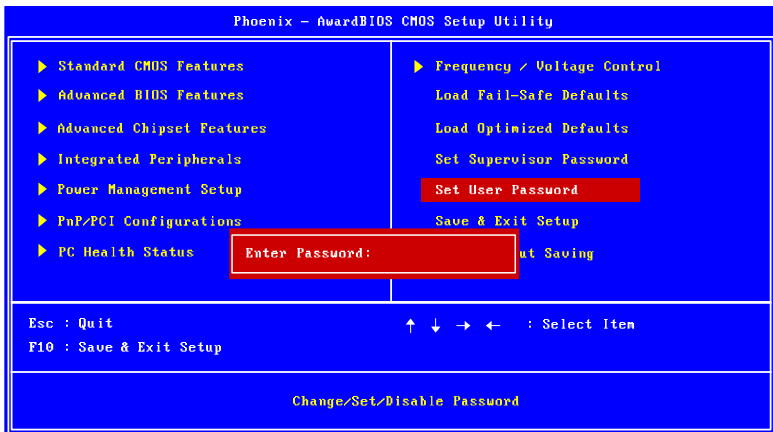 Phoenix – AwardBIOS CMOS Setup Utility
Standard CMOS Features
Advanced BIOS Features
Advanced Chipset Features
Integrated Peripherals
Power Management Setup
PnP/PCI Configurations
PC Health Status
Frequency / Voltage Control
Load Fail-Safe Defaults
Load Optimized Defaults
Set Supervisor Password
Set User Password
Save & Exit Setup
ut Saving
Enter Password:
Esc : Quit
F10 : Save & Exit Setup
↑ ↓ → ← : Select Item
Change/Set/Disable Password